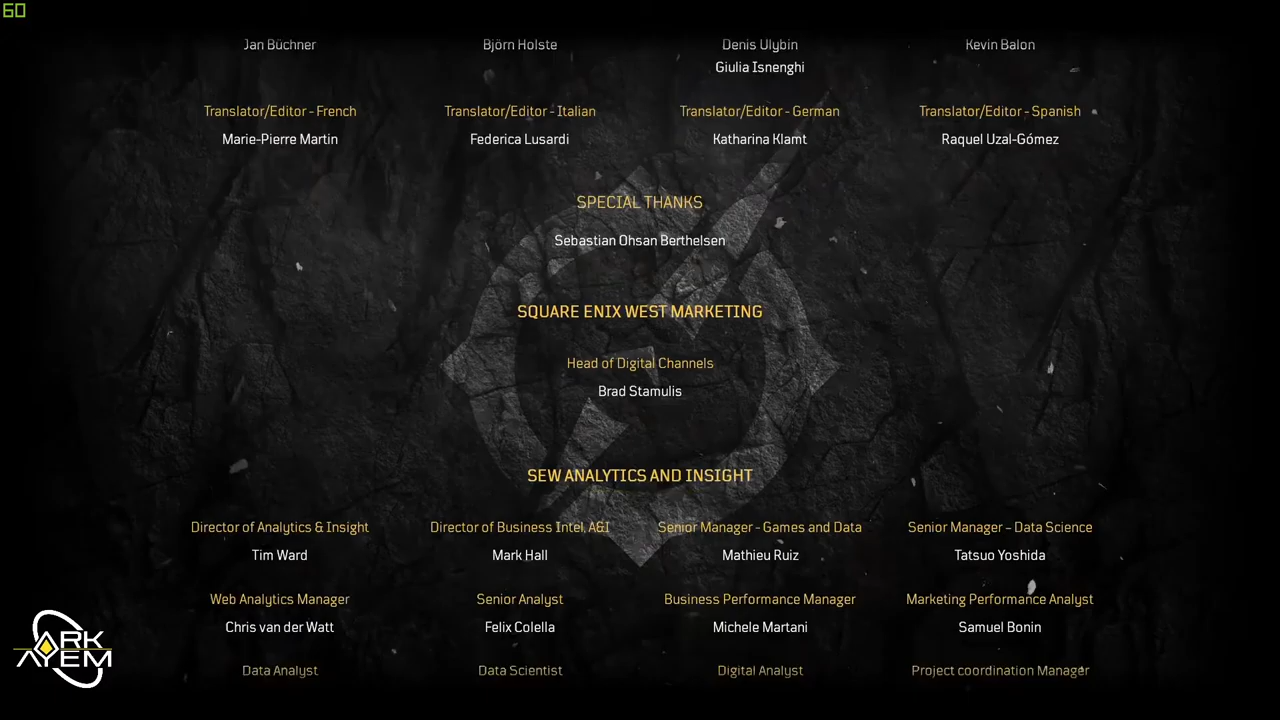 60
Jan Büchner Björn Holste Denis Ulybin Kevin Balon
Giulia Isnenghi
Translator/Editor - French Translator/Editor - Italian Translator/Editor - German Translator/Editor - Spanish
Marie-Pierre Martin Federica Lusardi Katharina Klamt Raquel Uzal-Gómez
SPECIAL THANKS
Sebastian Ohsan Berthelsen
SQUARE ENIX WEST MARKETING
Head of Digital Channels
Brad Stamulis
SEW ANALYTICS AND INSIGHT
Director of Analytics & Insight Director of Business Intel, A&I Senior Manager - Games and Data Senior Manager – Data Science
Tim Ward Mark Hall Mathieu Ruiz Tatsuo Yoshida
Web Analytics Manager Senior Analyst Business Performance Manager Marketing Performance Analyst
Chris van der Watt Felix Colella Michele Martani Samuel Bonin
Data Analyst Data Scientist Digital Analyst Project coordination Manager
ARK
AYEM